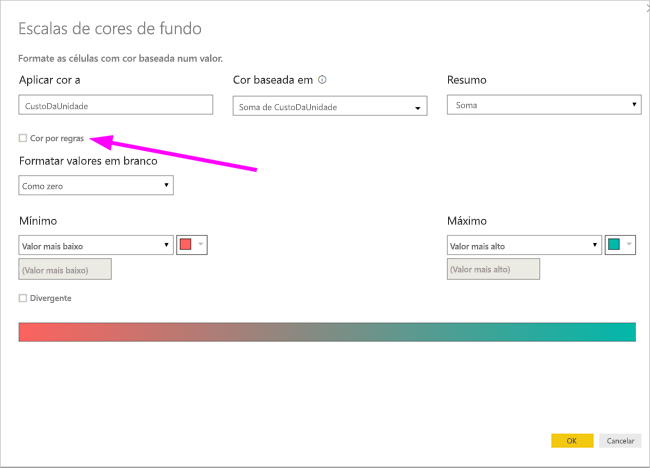 Escalas de cores de fundo
Formate as células com cor baseada num valor.
Aplicar cor a
Cor baseada em
Resumo
CustoDaUnidade
Soma de CustoDaUnidade
Soma
Cor por regras
Formatar valores em branco
Como zero
Mínimo
Máximo
Valor mais baixo
Valor mais alto
(Valor mais baixo)
(Valor mais alto)
Divergente
OK
Cancelar